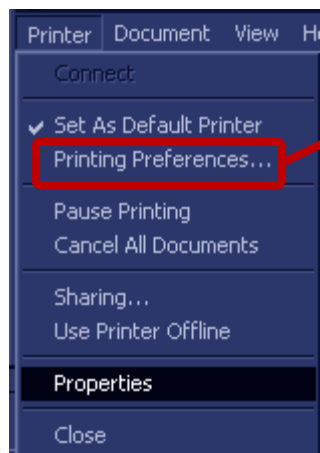 Printer Document View H
Connect
Set As Default Printer
Printing Preferences...
Pause Printing
Cancel All Documents
Sharing...
Use Printer Offline
Properties
Close